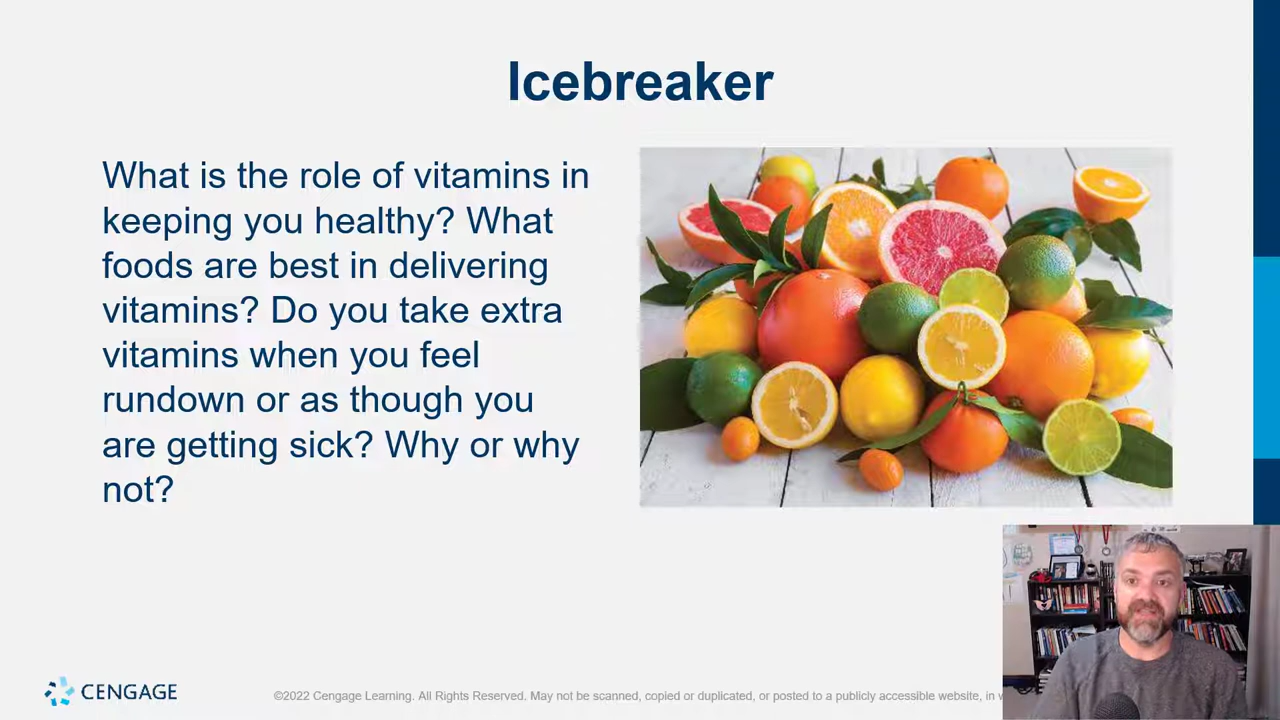 Icebreaker
What is the role of vitamins in
keeping you healthy? What
foods are best in delivering
vitamins? Do you take extra
vitamins when you feel
rundown or as though you
are getting sick? Why or why
not?
CENGAGE
©2022 Cengage Learning. All Rights Reserved. May not be scanned, copied or duplicated, or posted to a publicly accessible website, in